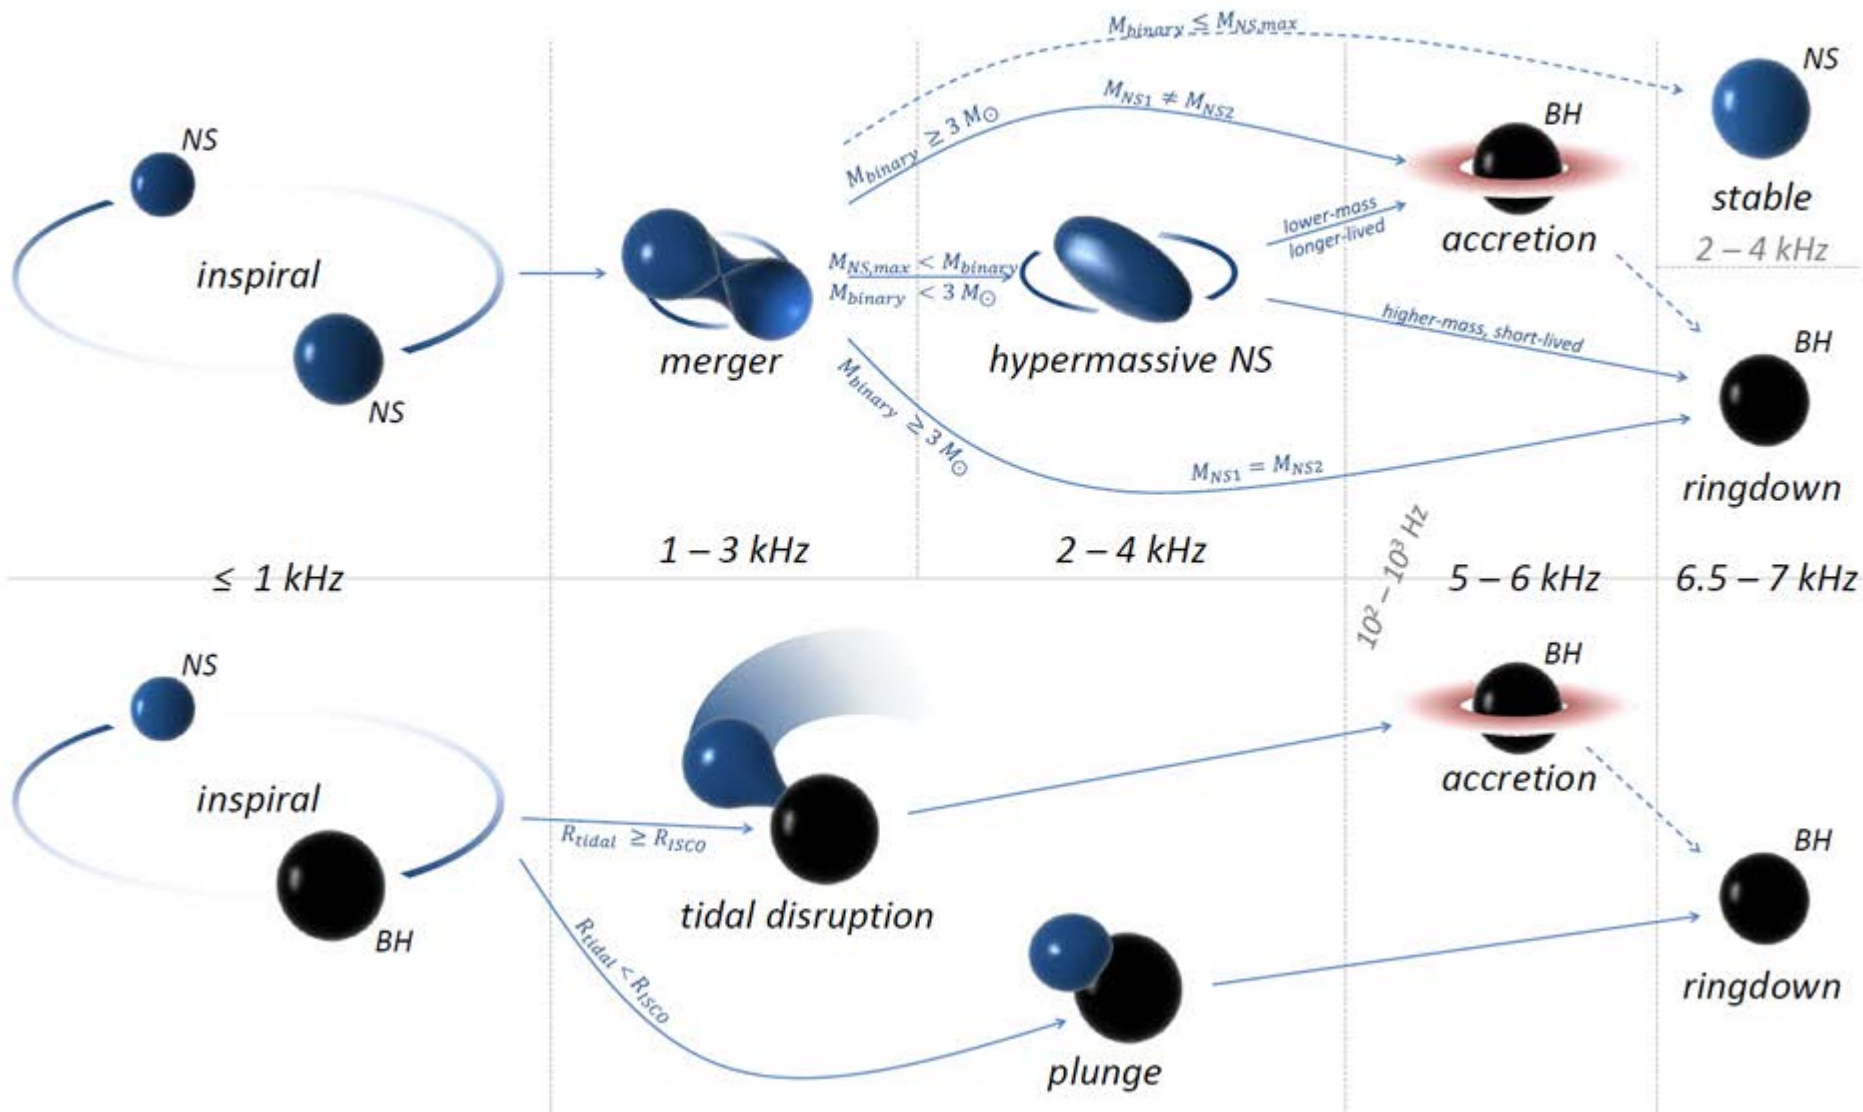 M_binary ≤ M_NS,max
NS
stable
2 – 4 kHz
M_binary ≥ 3 M_⊙
M_NS1 ≠ M_NS2
BH
accretion
NS
inspiral
NS
merger
M_NS,max < M_binary
M_binary < 3 M_⊙
hypermassive NS
lower-mass
longer-lived
higher-mass, short-lived
BH
ringdown
M_binary ≥ 3 M_⊙
M_NS1 = M_NS2
≤ 1 kHz
1 – 3 kHz
2 – 4 kHz
10² – 10³ Hz
5 – 6 kHz
6.5 – 7 kHz
NS
inspiral
BH
R_tidal ≥ R_ISCO
tidal disruption
R_tidal < R_ISCO
plunge
BH
accretion
BH
ringdown